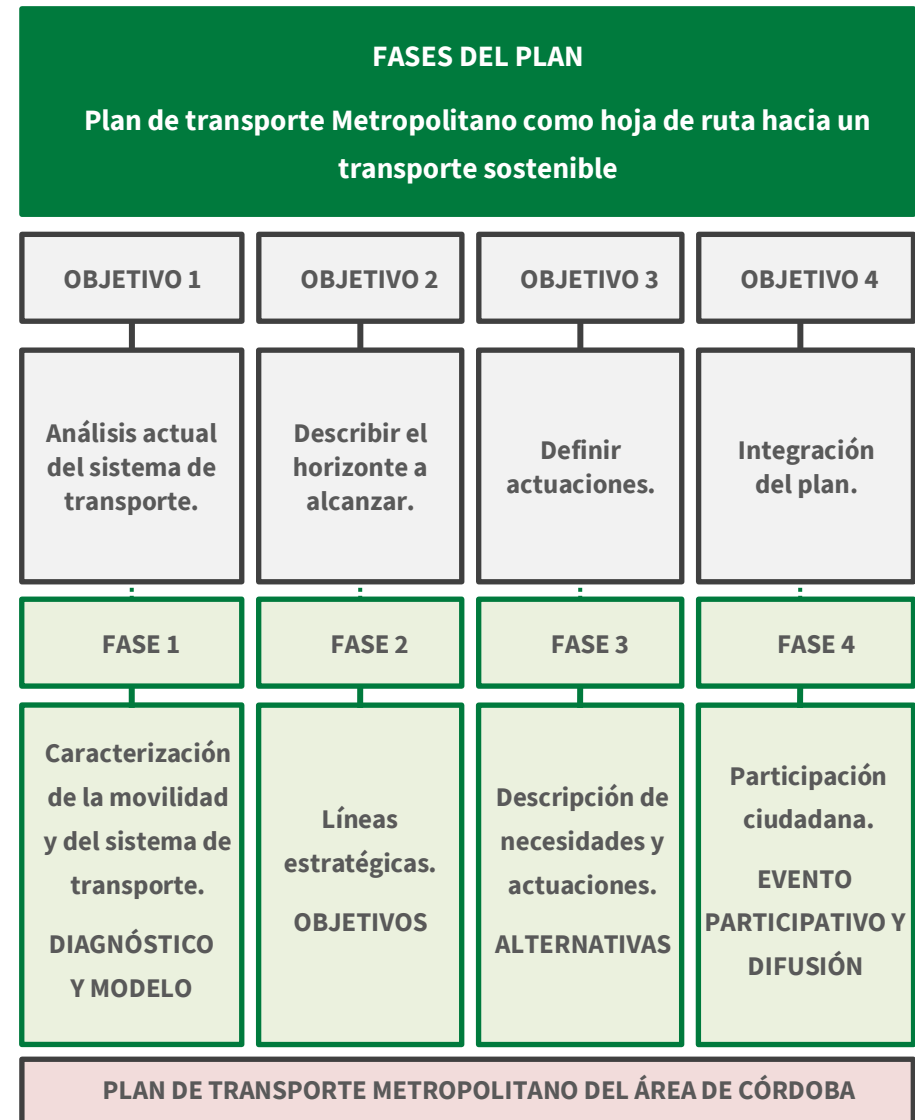 FASES DEL PLAN
Plan de transporte Metropolitano como hoja de ruta hacia un
transporte sostenible
OBJETIVO 1
OBJETIVO 2
OBJETIVO 3
OBJETIVO 4
Análisis actual
del sistema de
transporte.
Describir el
horizonte a
alcanzar.
Definir
actuaciones.
Integración
del plan.
FASE 1
FASE 2
FASE 3
FASE 4
Caracterización
de la movilidad
y del sistema de
transporte.
DIAGNÓSTICO
Y MODELO
Líneas
estratégicas.
OBJETIVOS
Descripción de
necesidades y
actuaciones.
ALTERNATIVAS
Participación
ciudadana.
EVENTO
PARTICIPATIVO Y
DIFUSIÓN
PLAN DE TRANSPORTE METROPOLITANO DEL ÁREA DE CÓRDOBA